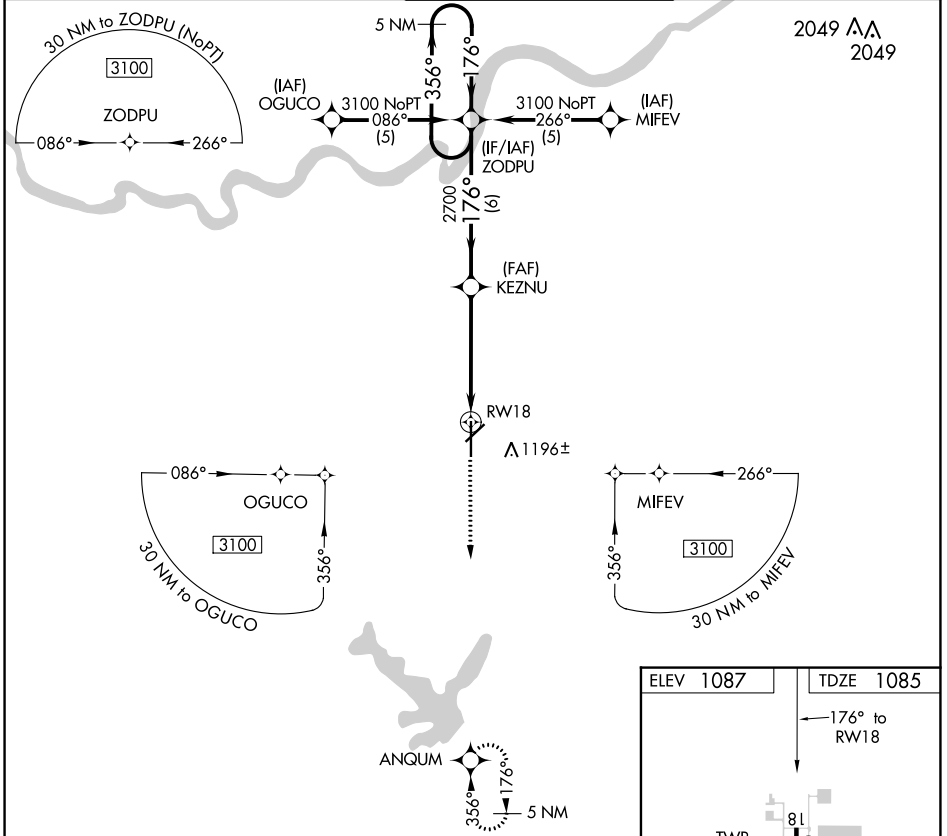 5 NM
2049
2049
30 NM to ZODPU (NoPT)
3100
ZODPU
086°
266°
356°
176°
(IAF)
OGUCO
3100 NoPT
086°
(5)
3100 NoPT
266°
(5)
(IAF)
MIFEV
(IF/IAF)
ZODPU
2700
176°
(6)
(FAF)
KEZNU
RW18
1196±
086°
OGUCO
3100
356°
30 NM to OGUCO
266°
MIFEV
3100
356°
30 NM to MIFEV
ELEV 1087
TDZE 1085
176° to
RW18
18
TWR
ANQUM
356°
176°
5 NM